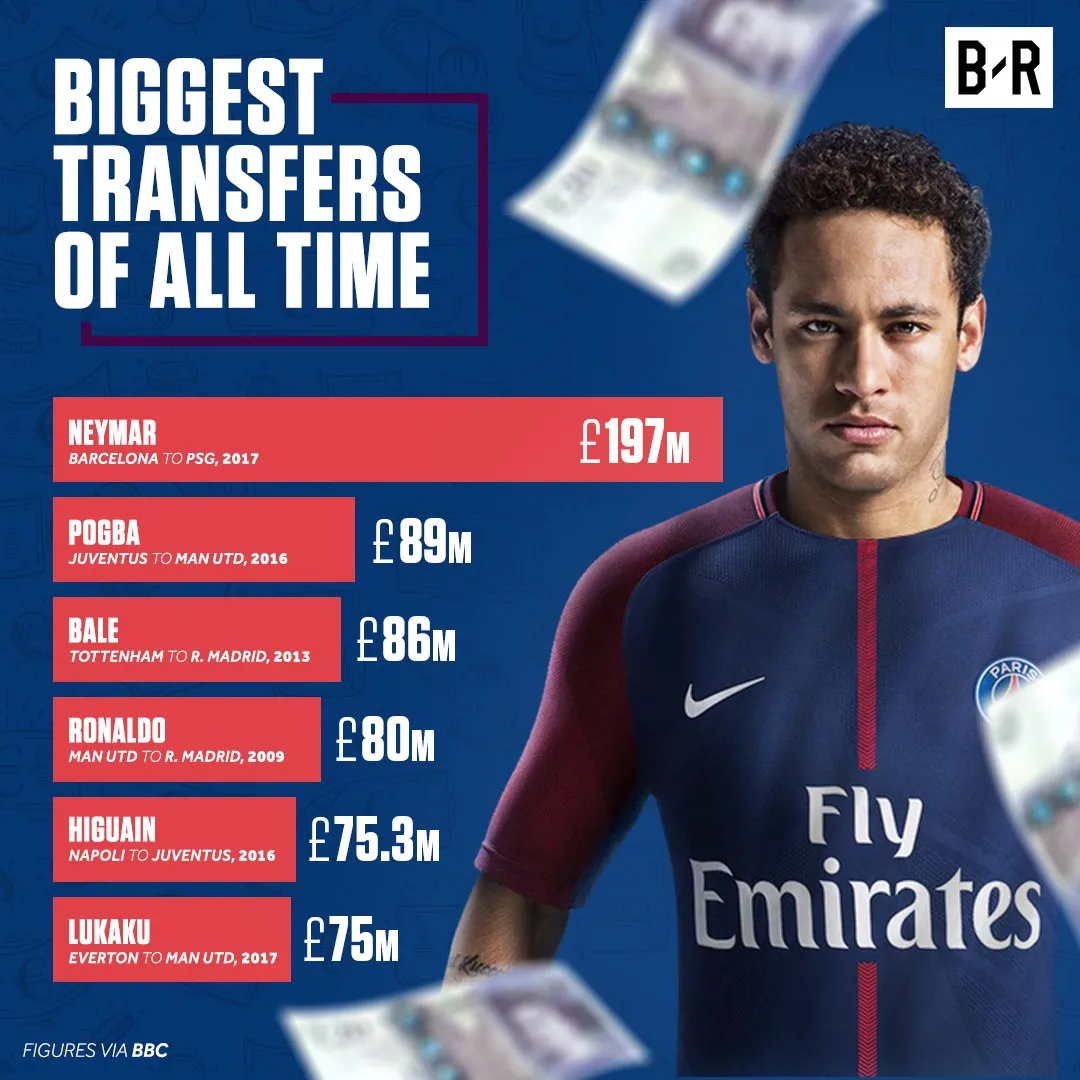 B-R
BIGGEST
TRANSFERS
OF ALL TIME
NEYMAR
BARCELONA TO PSG, 2017
£197M
POGBA
JUVENTUS TO MAN UTD, 2016
£89M
BALE
TOTTENHAM TO R. MADRID, 2013
£86M
RONALDO
MAN UTD TO R. MADRID, 2009
£80M
HIGUAIN
NAPOLI TO JUVENTUS, 2016
£75.3M
LUKAKU
EVERTON TO MAN UTD, 2017
£75M
PARIS
Fly
Emirates
FIGURES VIA BBC